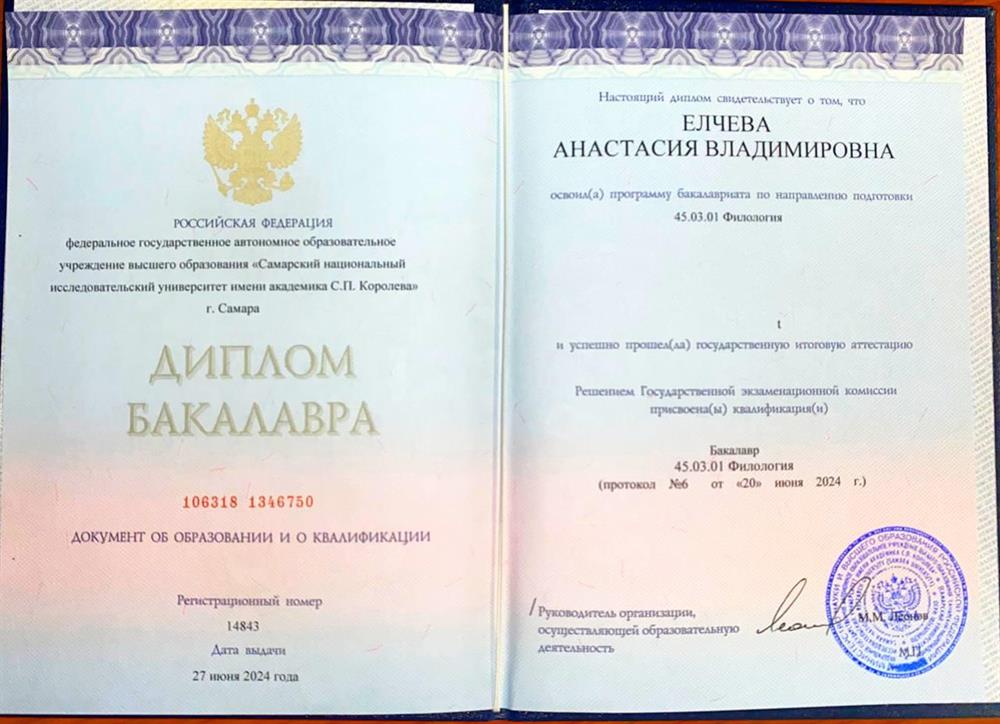 РОССИЙСКАЯ ФЕДЕРАЦИЯ
федеральное государственное автономное образовательное
учреждение высшего образования «Самарский национальный
исследовательский университет имени академика С.П. Королева»
г. Самара
ДИПЛОМ
БАКАЛАВРА
106318 1346750
ДОКУМЕНТ ОБ ОБРАЗОВАНИИ И О КВАЛИФИКАЦИИ
Регистрационный номер
14843
Дата выдачи
27 июня 2024 года
Настоящий диплом свидетельствует о том, что
ЕЛЧЕВА
АНАСТАСИЯ ВЛАДИМИРОВНА
освоил(а) программу бакалавриата по направлению подготовки
45.03.01 Филология
t
и успешно прошел(ла) государственную итоговую аттестацию
Решением Государственной экзаменационной комиссии
присвоена(ы) квалификация(и)
Бакалавр
45.03.01 Филология
(протокол №6 от «20» июня 2024 г.)
Руководитель организации,
осуществляющей образовательную
деятельность
М.М. Леонов
М.П.